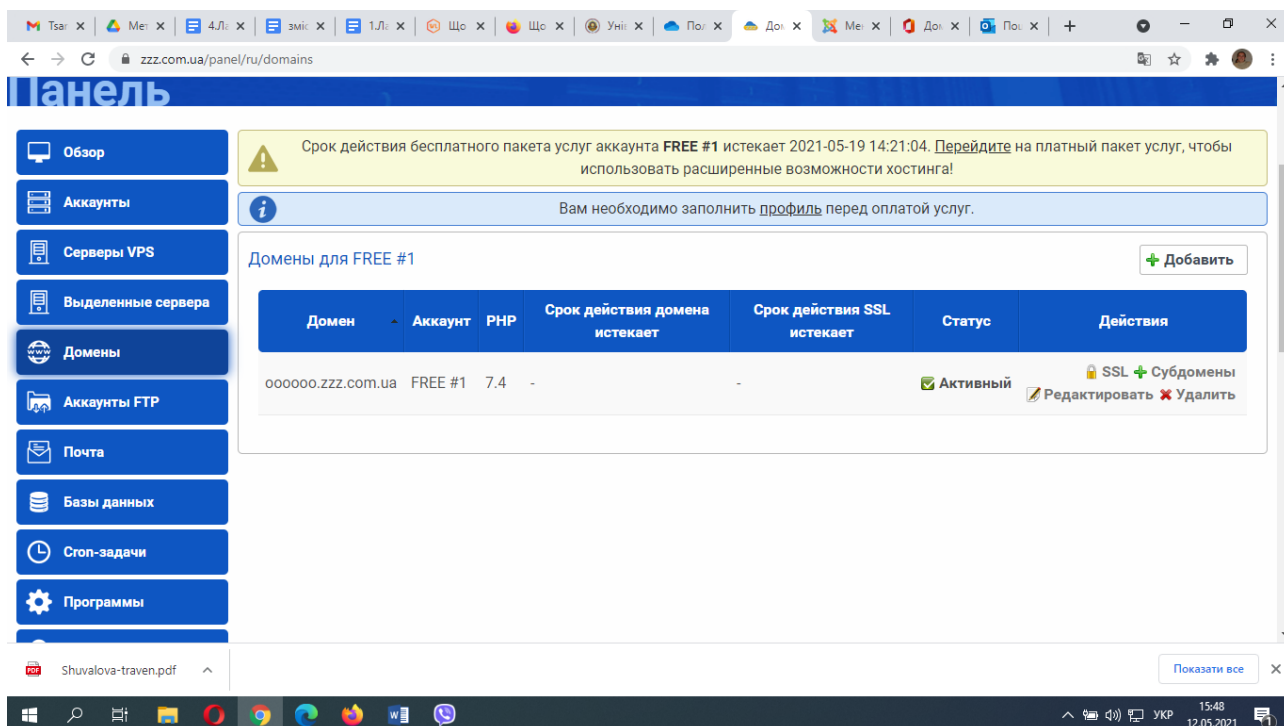 Tsar
Мет
4.Ла
зміс
1.Ла
Що
Що
Уні
Пол
Дом
Ме
Дом
Пош
zzz.com.ua/panel/ru/domains
Панель
Обзор
Аккаунты
Серверы VPS
Выделенные сервера
Домены
Аккаунты FTP
Почта
Базы данных
Cron-задачи
Программы
Срок действия бесплатного пакета услуг аккаунта FREE #1 истекает 2021-05-19 14:21:04. Перейдите на платный пакет услуг, чтобы
использовать расширенные возможности хостинга!
Вам необходимо заполнить профиль перед оплатой услуг.
Домены для FREE #1
Добавить
Домен Аккаунт PHP Срок действия домена истекает Срок действия SSL истекает Статус Действия
oooooo.zzz.com.ua FREE #1 7.4 - - Активный SSL Субдомены
Редактировать Удалить
Shuvalova-traven.pdf
Показати все
УКР
15:48
12.05.2021